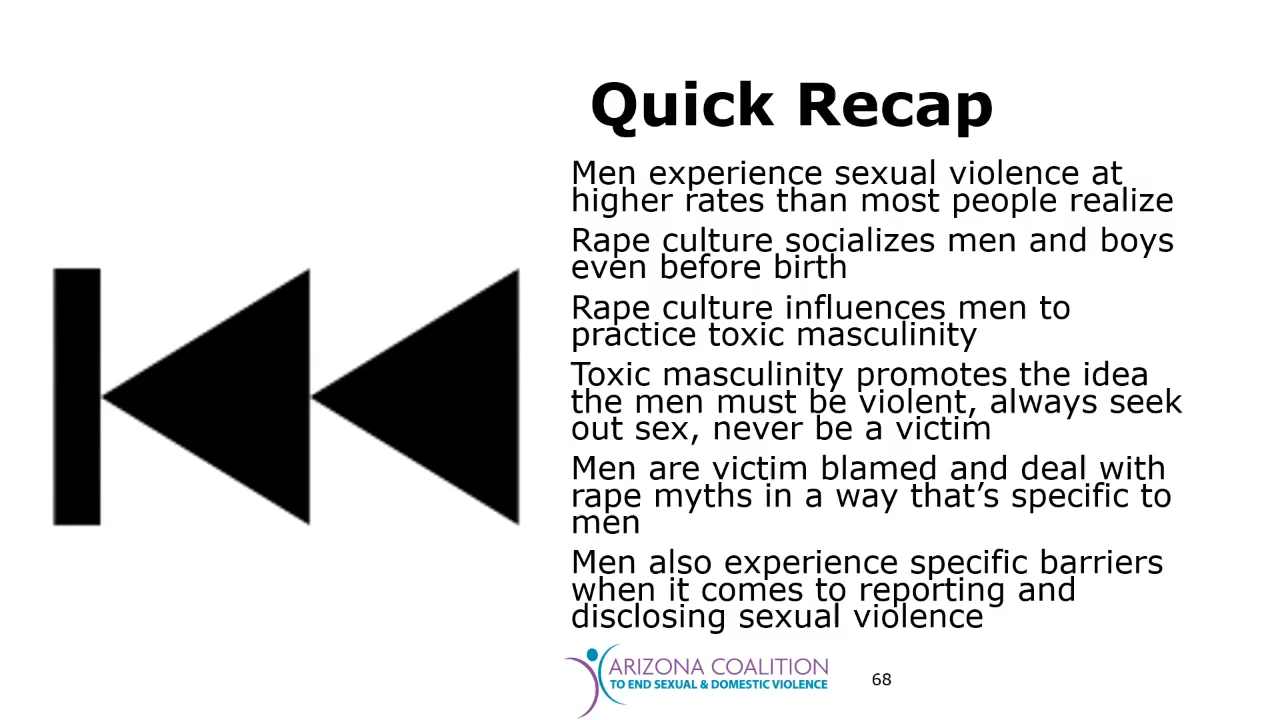 Quick Recap
Men experience sexual violence at
higher rates than most people realize
Rape culture socializes men and boys
even before birth
Rape culture influences men to
practice toxic masculinity
Toxic masculinity promotes the idea
the men must be violent, always seek
out sex, never be a victim
Men are victim blamed and deal with
rape myths in a way that’s specific to
men
Men also experience specific barriers
when it comes to reporting and
disclosing sexual violence
ARIZONA COALITION
TO END SEXUAL & DOMESTIC VIOLENCE
68